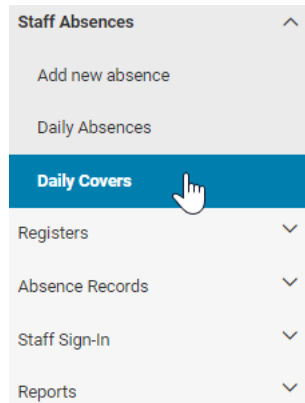 Staff Absences
Add new absence
Daily Absences
Daily Covers
Registers
Absence Records
Staff Sign-In
Reports